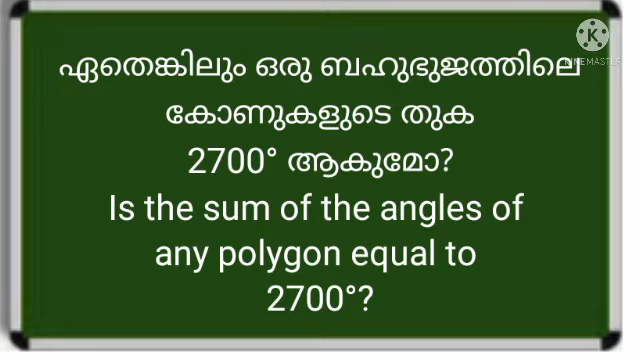 ഏതെങ്കിലും ഒരു ബഹുഭുജത്തിലെ
കോണുകളുടെ തുക
2700° ആകുമോ?
Is the sum of the angles of
any polygon equal to
2700°?
K
KINEMASTER